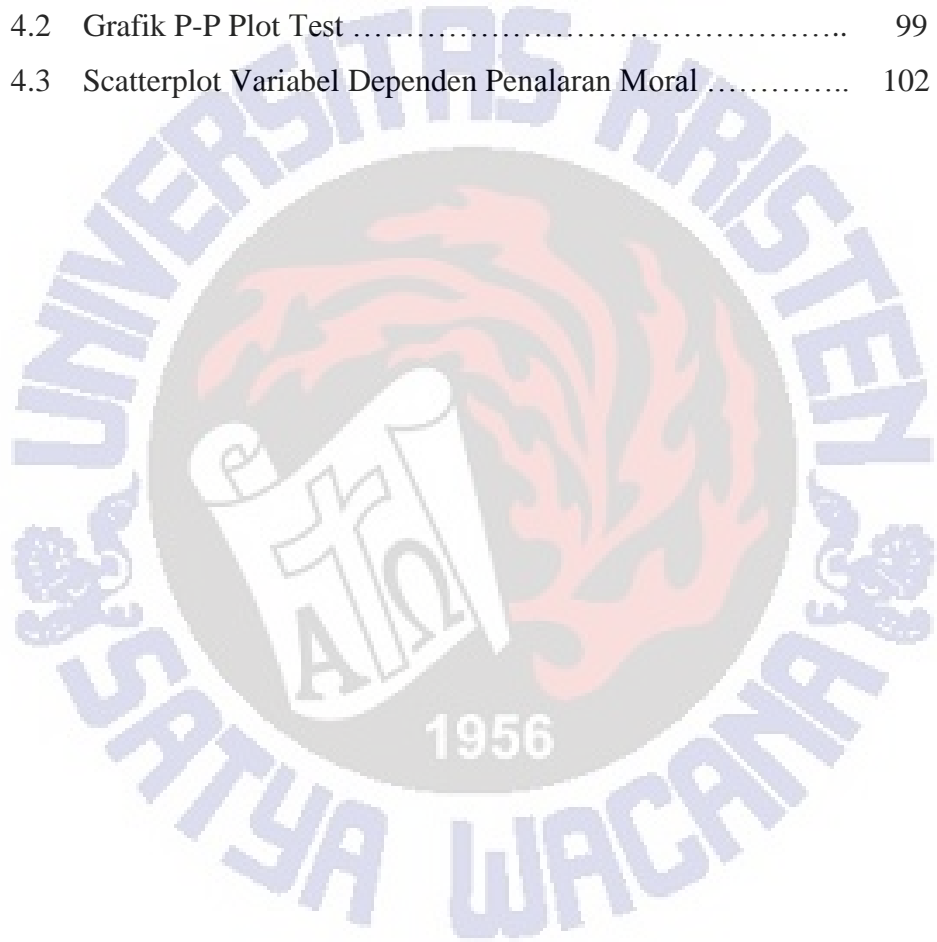 4.2 Grafik P-P Plot Test ………………………………………….. 99
4.3 Scatterplot Variabel Dependen Penalaran Moral ………….. 102
UNIVERSITAS KRISTEN
SATYA WACANA
Α Ω
1956